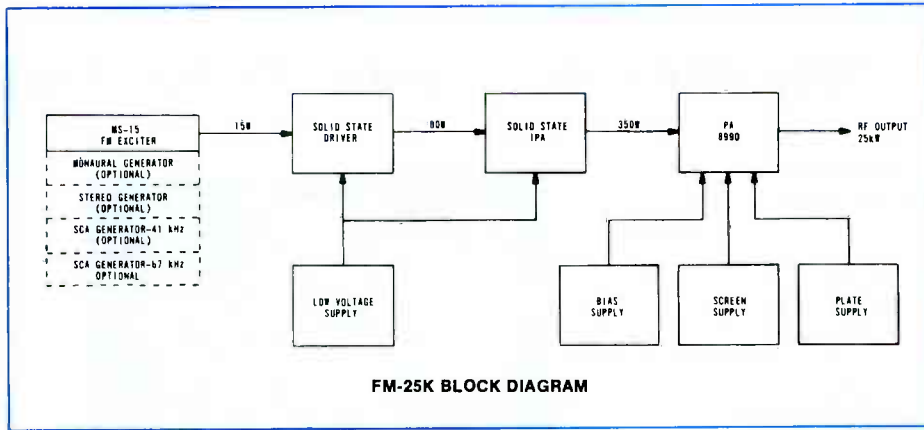 MS-15
FM EXCITER
MONAURAL GENERATOR
(OPTIONAL)
STEREO GENERATOR
(OPTIONAL)
SCA GENERATOR-41 kHz
(OPTIONAL)
SCA GENERATOR-67 kHz
OPTIONAL
15W
SOLID STATE
DRIVER
80W
SOLID STATE
IPA
350W
PA
8990
RF OUTPUT
25kW
LOW VOLTAGE
SUPPLY
BIAS
SUPPLY
SCREEN
SUPPLY
PLATE
SUPPLY
FM-25K BLOCK DIAGRAM